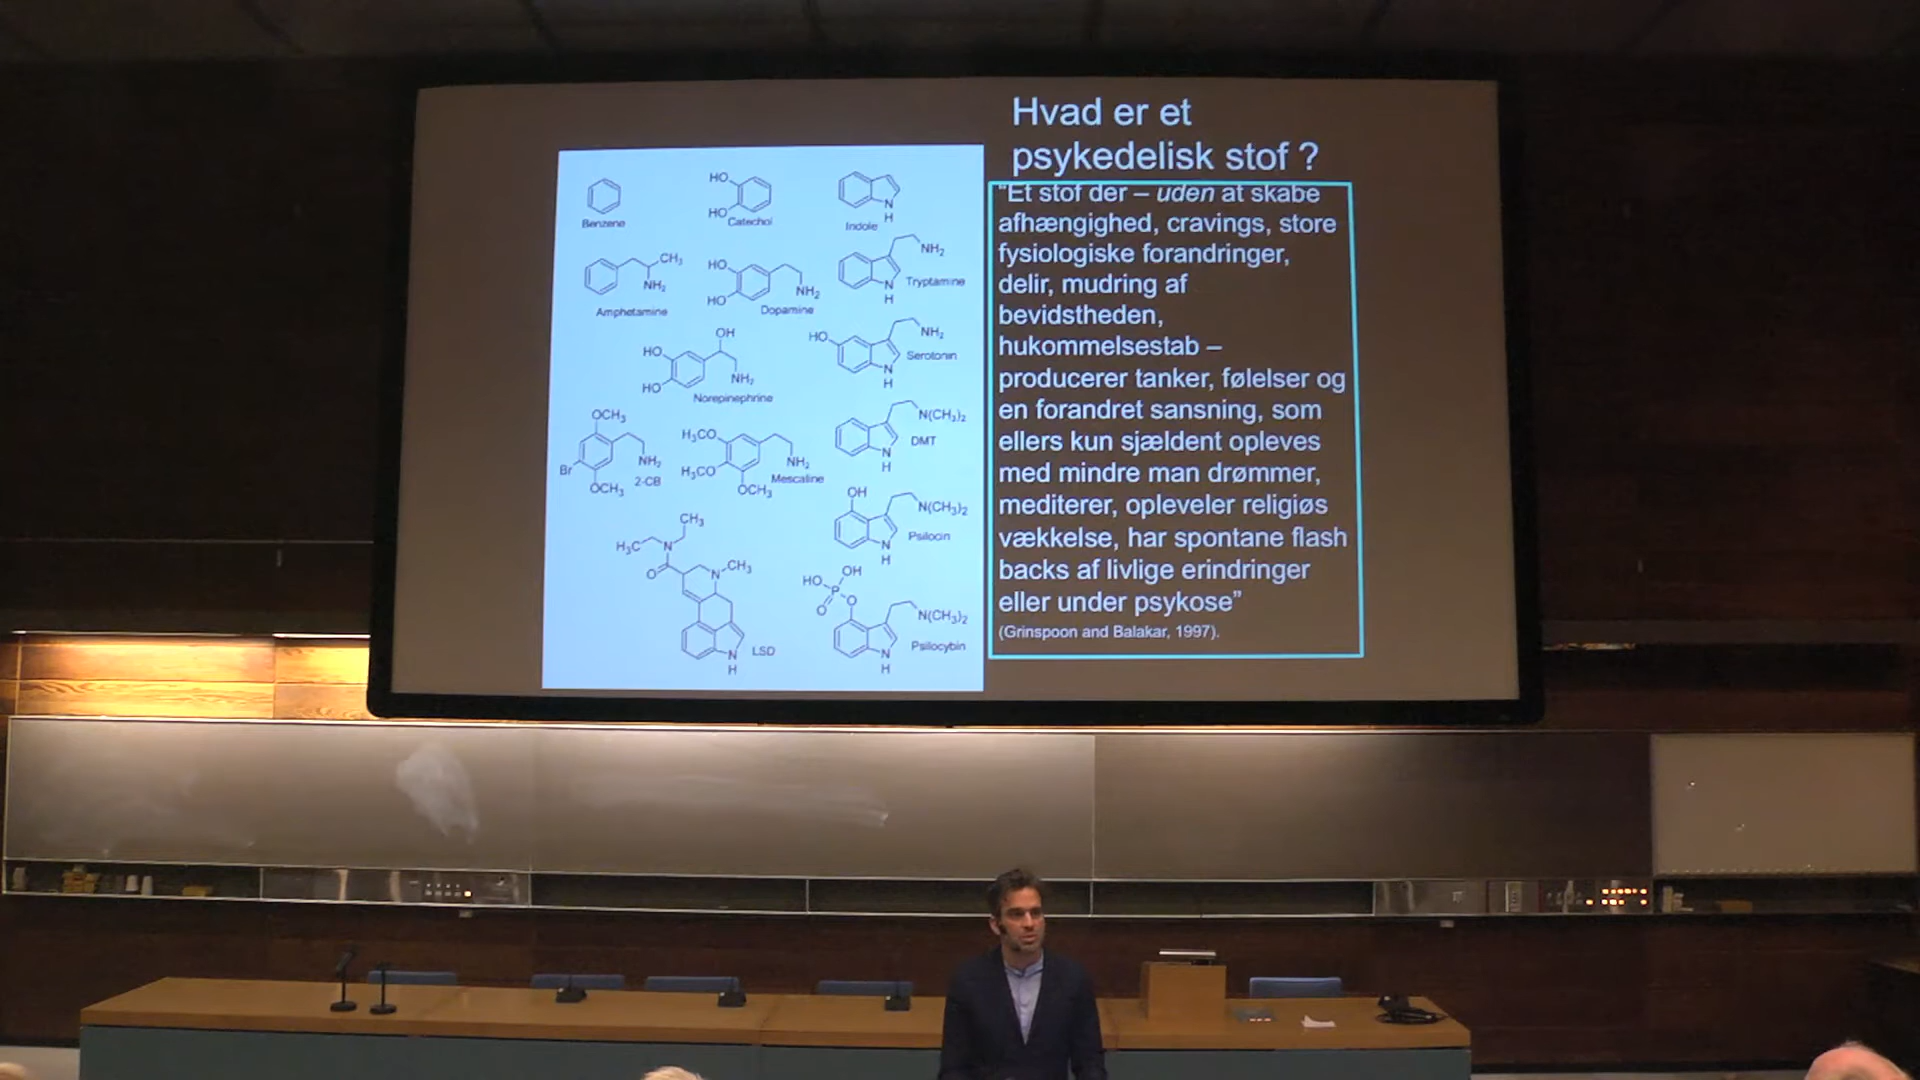 Hvad er et
psykedelisk stof ?
"Et stof der – uden at skabe
afhængighed, cravings, store
fysiologiske forandringer,
delir, mudring af
bevidstheden,
hukommelsestab –
producerer tanker, følelser og
en forandret sansning, som
ellers kun sjældent opleves
med mindre man drømmer,
mediterer, opleveler religiøs
vækkelse, har spontane flash
backs af livlige erindringer
eller under psykose”
(Grinspoon and Balakar, 1997).
Benzene
HO
HO
Catechol
N
H
Indole
CH₃
NH₂
Amphetamine
HO
HO
NH₂
Dopamine
NH₂
N
H
Tryptamine
OH
HO
HO
NH₂
Norepinephrine
HO
NH₂
N
H
Serotonin
OCH₃
Br
NH₂
OCH₃
2-CB
H₃CO
H₃CO
NH₂
OCH₃
Mescaline
N(CH₃)₂
N
H
DMT
OH
N(CH₃)₂
N
H
Psilocin
CH₃
H₃C
N
O
N
CH₃
N
H
LSD
OH
HO
P
O
O
N(CH₃)₂
N
H
Psilocybin